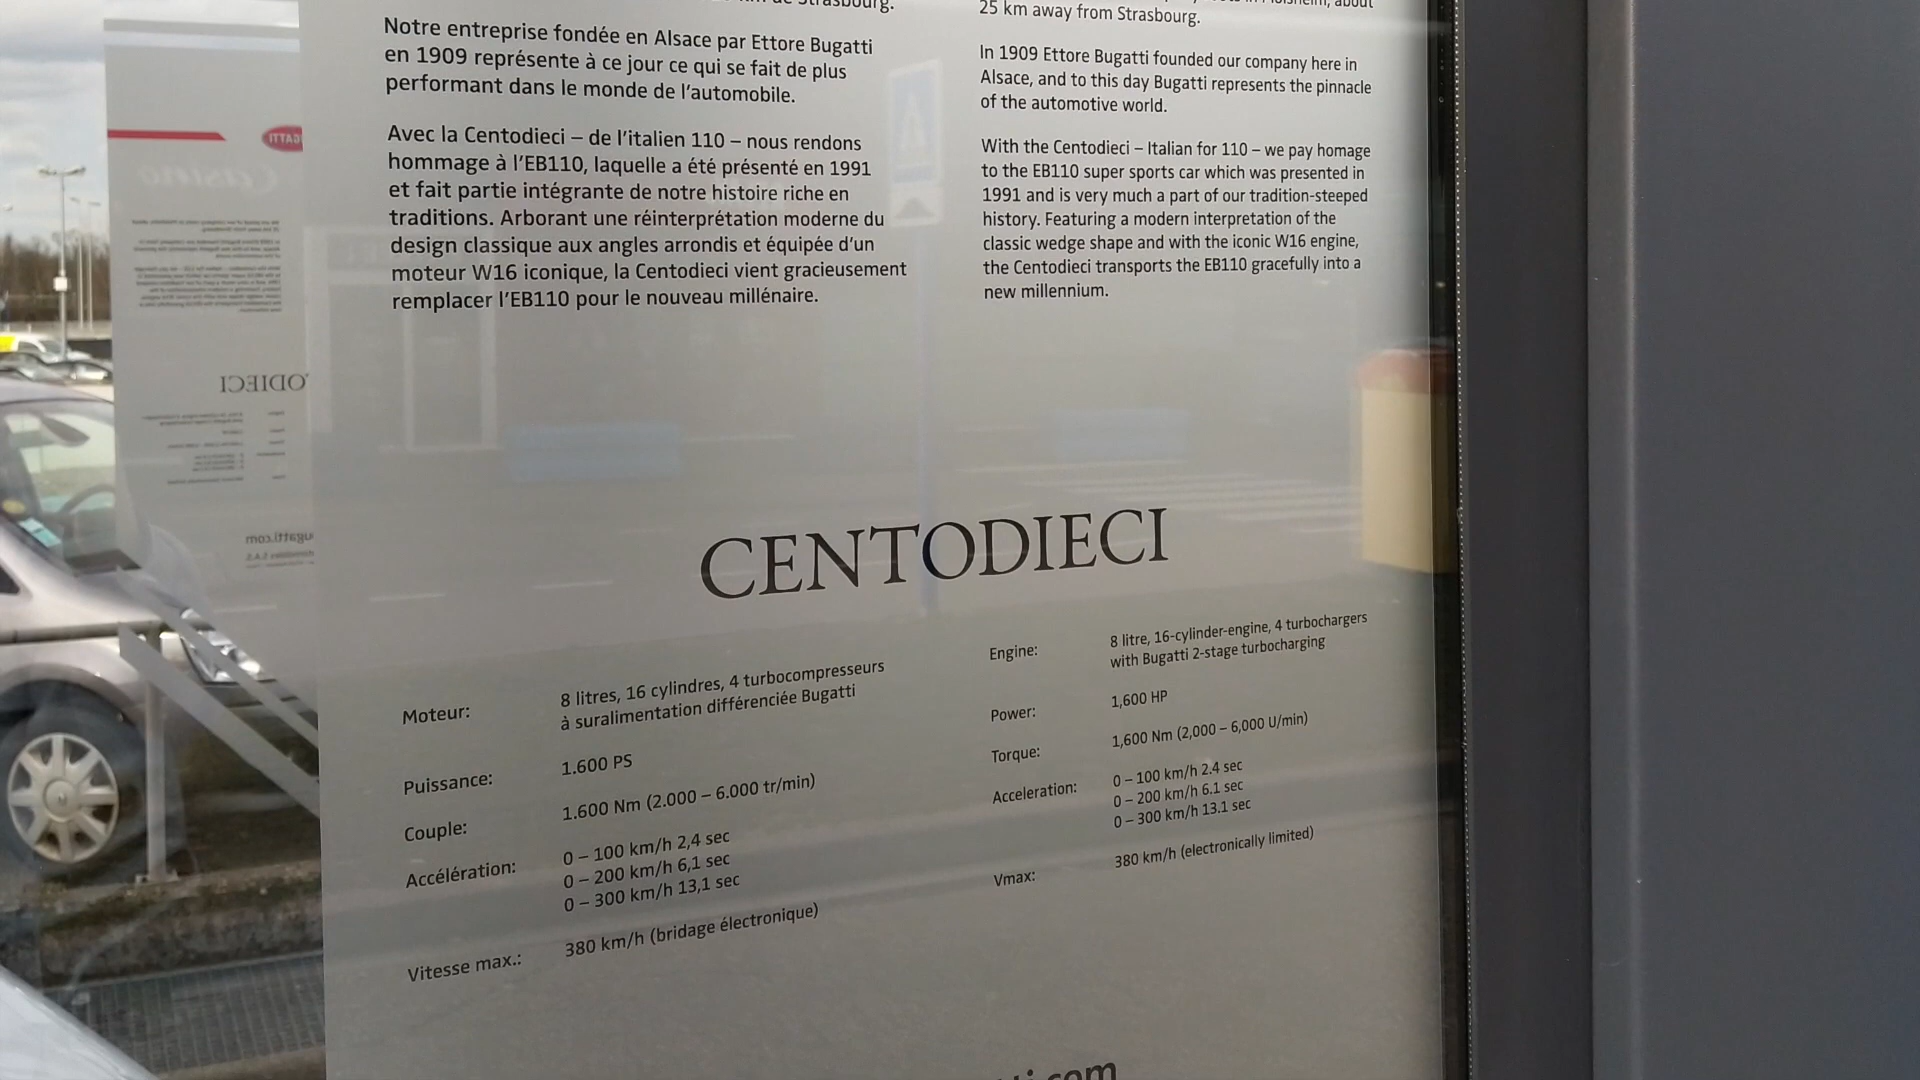 de Strasbourg.
Notre entreprise fondée en Alsace par Ettore Bugatti
en 1909 représente à ce jour ce qui se fait de plus
performant dans le monde de l'automobile.
Avec la Centodieci – de l'italien 110 – nous rendons
hommage à l'EB110, laquelle a été présenté en 1991
et fait partie intégrante de notre histoire riche en
traditions. Arborant une réinterprétation moderne du
design classique aux angles arrondis et équipée d'un
moteur W16 iconique, la Centodieci vient gracieusement
remplacer l'EB110 pour le nouveau millénaire.
in Molsheim, about
25 km away from Strasbourg.
In 1909 Ettore Bugatti founded our company here in
Alsace, and to this day Bugatti represents the pinnacle
of the automotive world.
With the Centodieci – Italian for 110 – we pay homage
to the EB110 super sports car which was presented in
1991 and is very much a part of our tradition-steeped
history. Featuring a modern interpretation of the
classic wedge shape and with the iconic W16 engine,
the Centodieci transports the EB110 gracefully into a
new millennium.
CENTODIECI
Moteur: 8 litres, 16 cylindres, 4 turbocompresseurs
à suralimentation différenciée Bugatti
Puissance: 1.600 PS
Couple: 1.600 Nm (2.000 – 6.000 tr/min)
Accélération: 0 – 100 km/h 2,4 sec
0 – 200 km/h 6,1 sec
0 – 300 km/h 13,1 sec
Vitesse max.: 380 km/h (bridage électronique)
Engine: 8 litre, 16-cylinder-engine, 4 turbochargers
with Bugatti 2-stage turbocharging
Power: 1,600 HP
Torque: 1,600 Nm (2,000 – 6,000 U/min)
Acceleration: 0 – 100 km/h 2.4 sec
0 – 200 km/h 6.1 sec
0 – 300 km/h 13.1 sec
Vmax: 380 km/h (electronically limited)